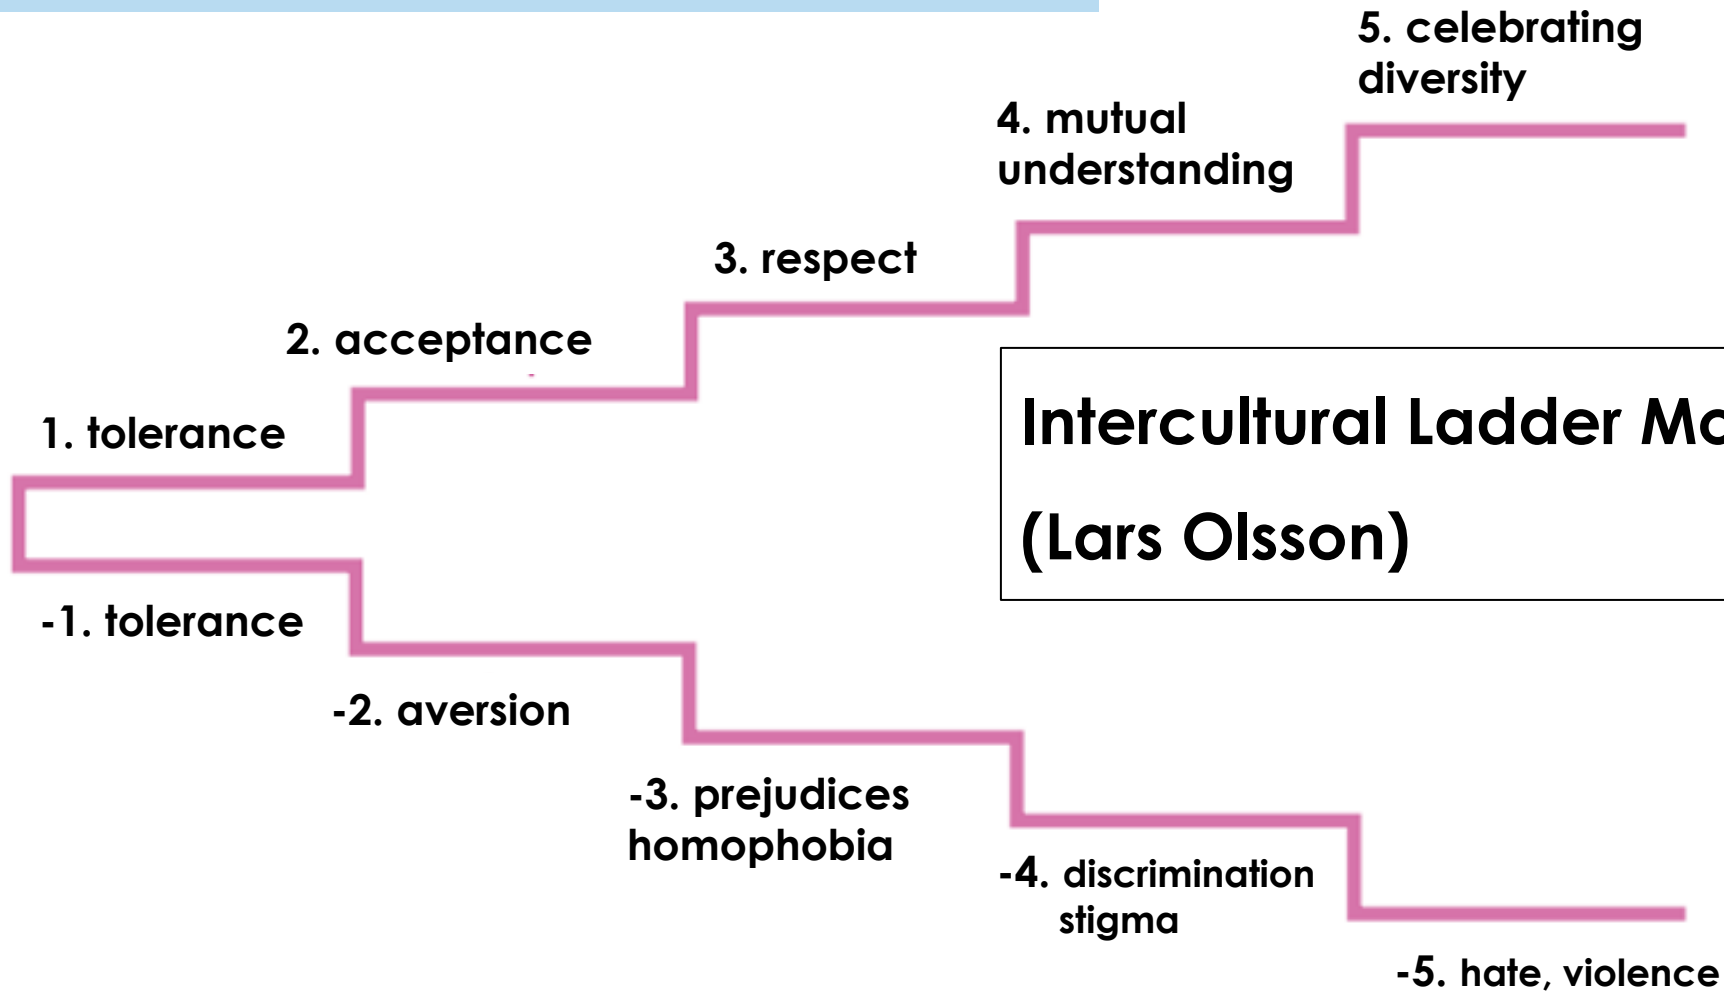 5. celebrating
diversity
4. mutual
understanding
3. respect
2. acceptance
1. tolerance
Intercultural Ladder
(Lars Olsson)
-1. tolerance
-2. aversion
-3. prejudices
homophobia
-4. discrimination
stigma
-5. hate, violence